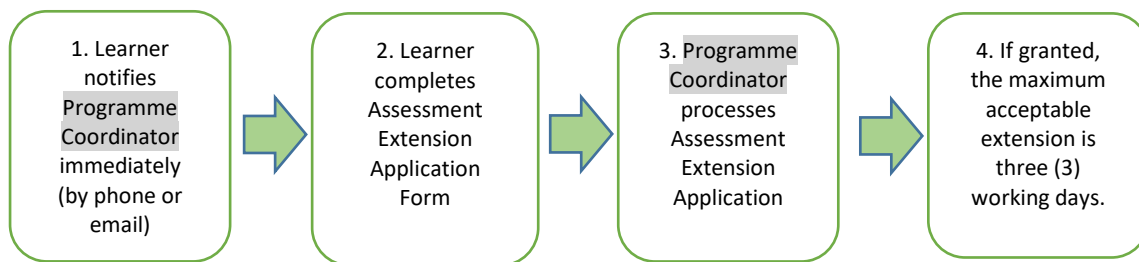 1. Learner
notifies
Programme
Coordinator
immediately
(by phone or
email)
2. Learner
completes
Assessment
Extension
Application
Form
3. Programme
Coordinator
processes
Assessment
Extension
Application
4. If granted,
the maximum
acceptable
extension is
three (3)
working days.